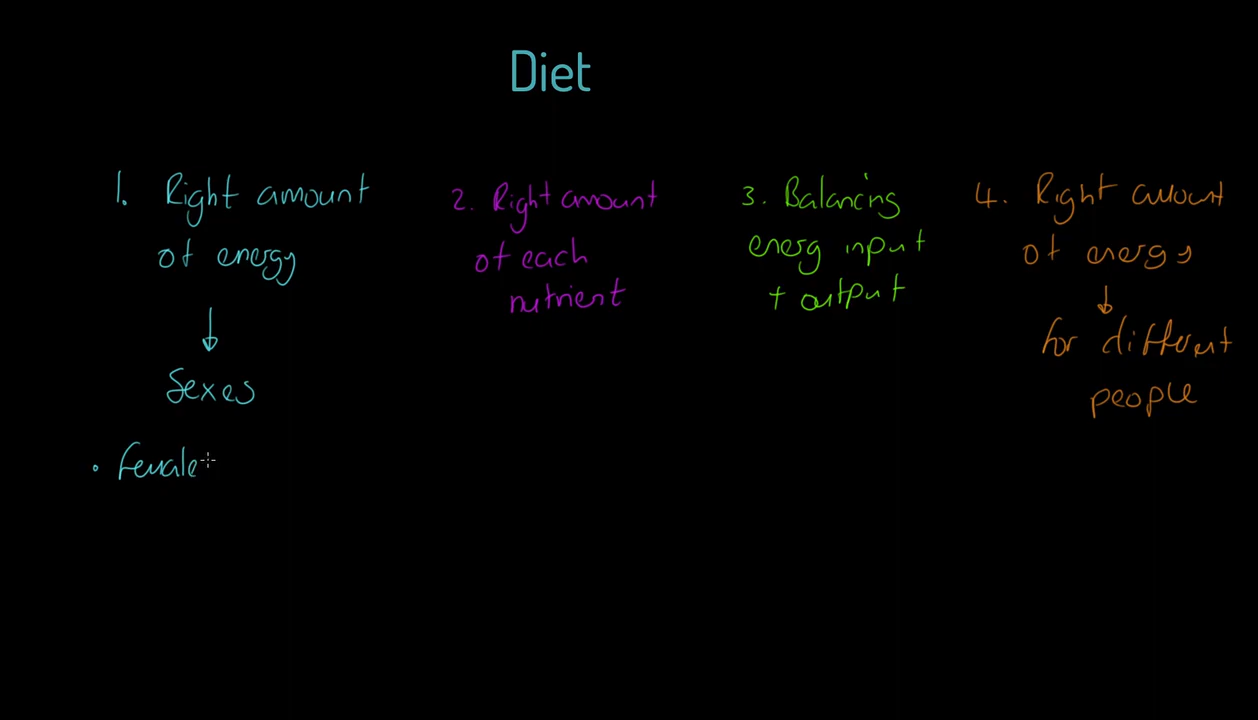 Diet
1. Right amount
of energy
↓
Sexes
• Female
2. Right amount
of each
nutrient
3. Balancing
energ input
+ output
4. Right amount
of energy
↓
for different
people